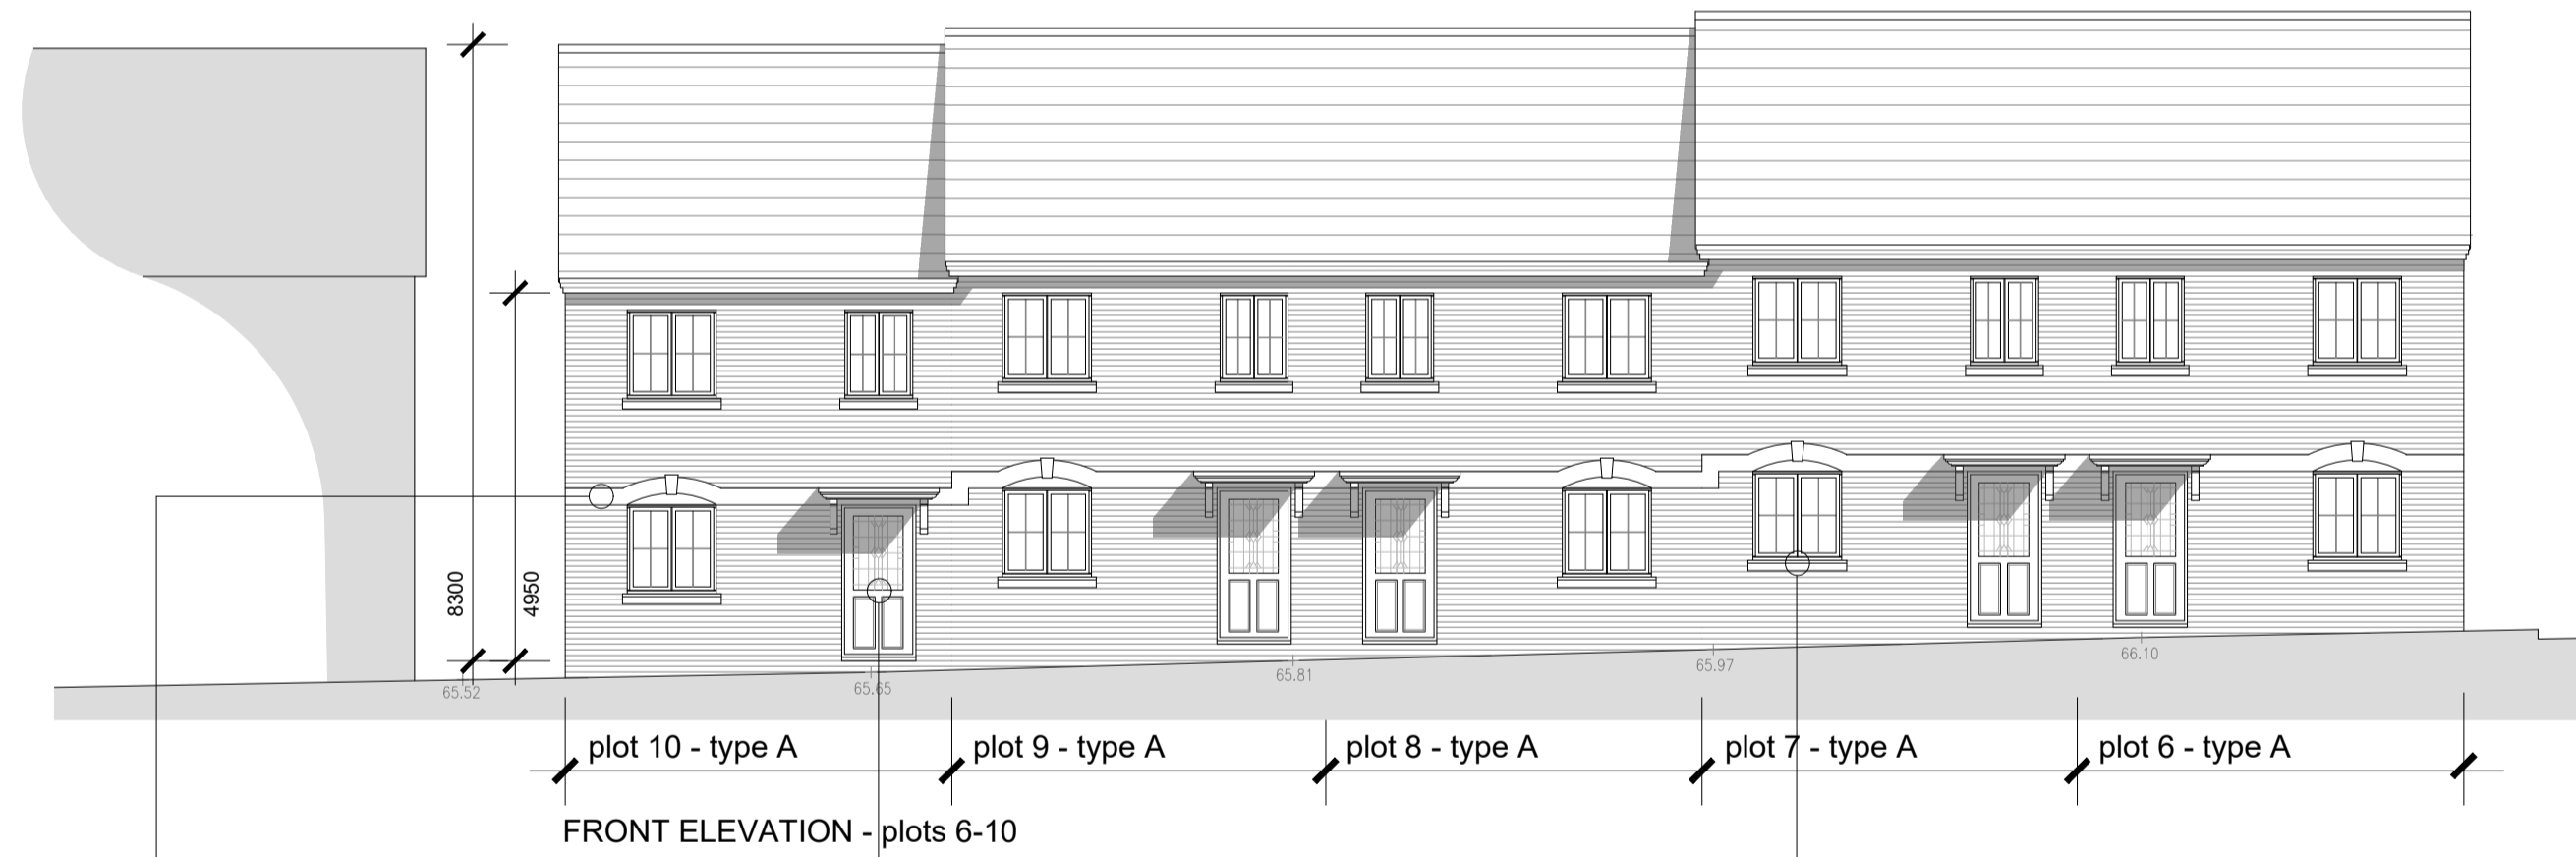 8300
4950
65.52
65.65
65.81
65.97
66.10
plot 10 - type A
plot 9 - type A
plot 8 - type A
plot 7 - type A
plot 6 - type A
FRONT ELEVATION - plots 6-10